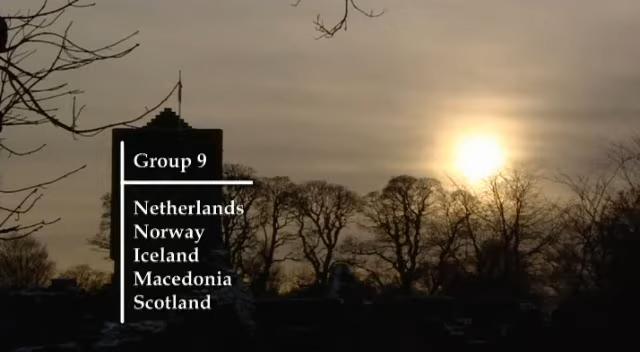 Group 9
Netherlands
Norway
Iceland
Macedonia
Scotland